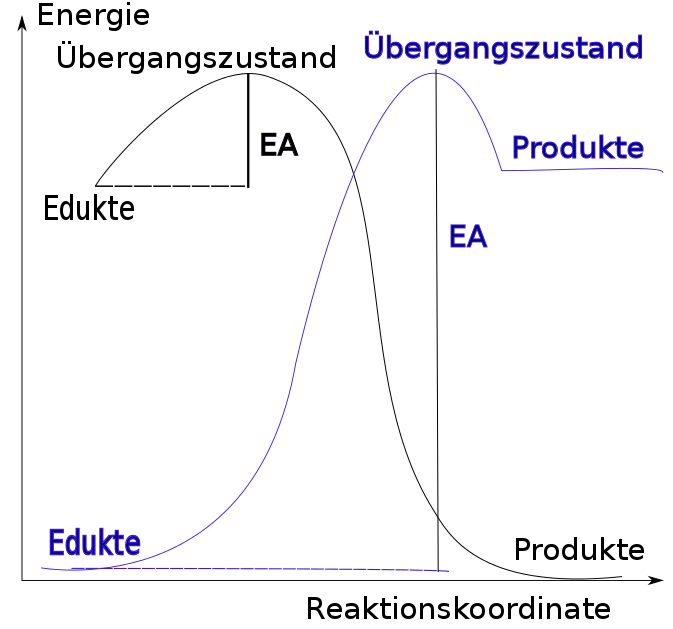 Energie
Übergangszustand
Übergangszustand
EA
Produkte
Edukte
EA
Edukte
Produkte
Reaktionskoordinate